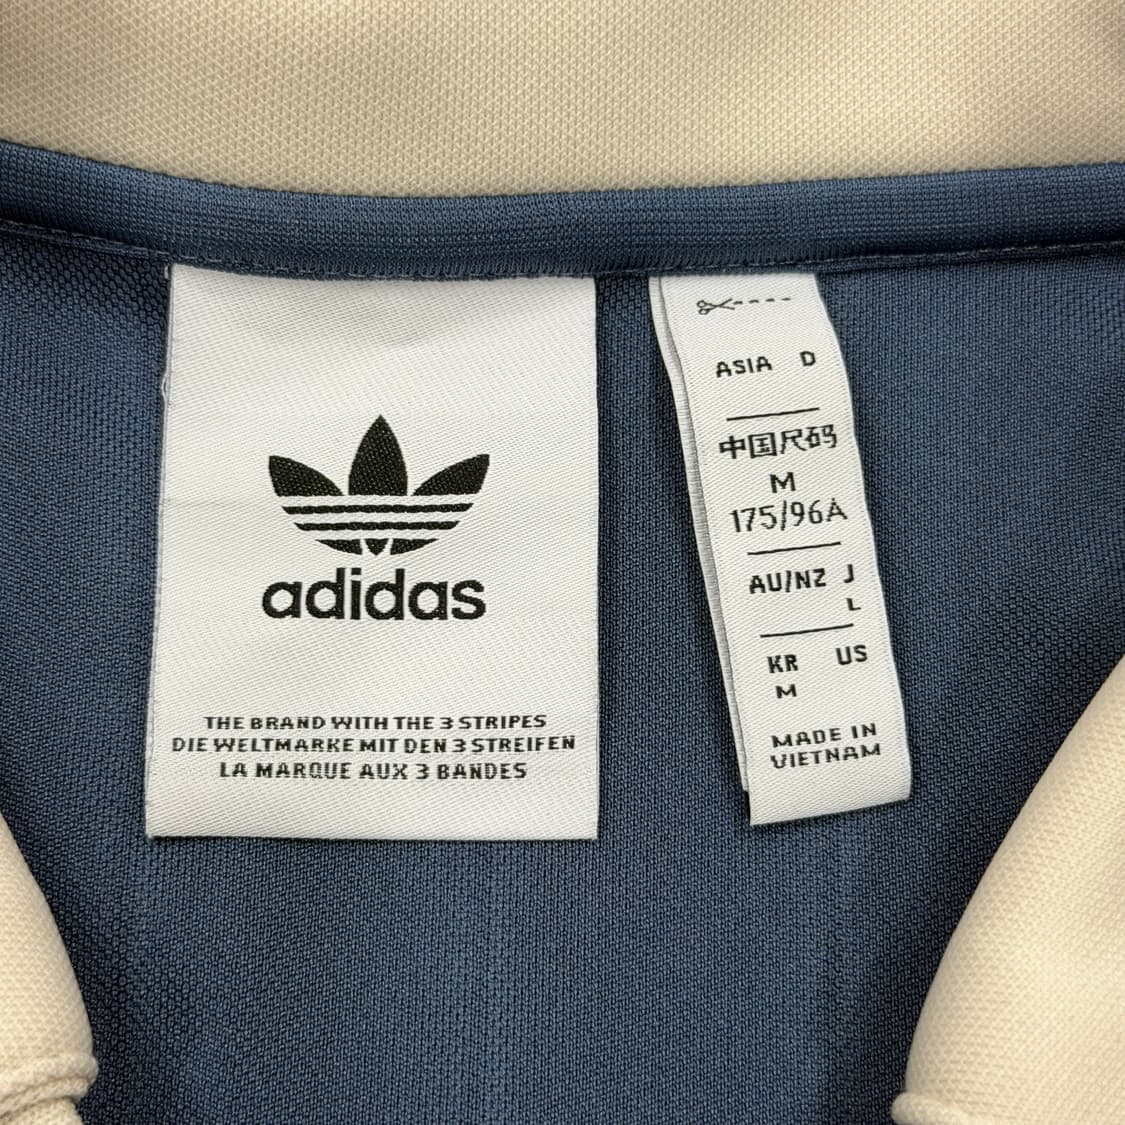 adidas
THE BRAND WITH THE 3 STRIPES
DIE WELTMARKE MIT DEN 3 STREIFEN
LA MARQUE AUX 3 BANDES
ASIA D
中国尺码
M
175/96A
AU/NZ J
L
KR US
M
MADE IN
VIETNAM